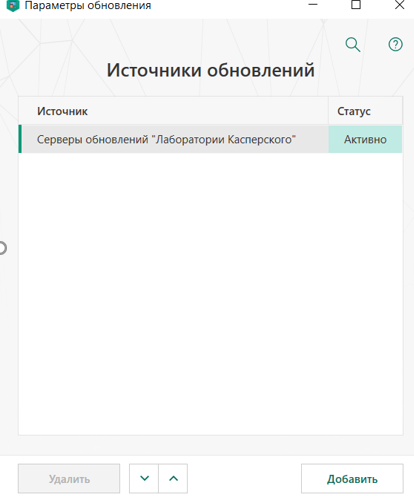 Параметры обновления
Источники обновлений
Источник Статус
Серверы обновлений "Лаборатории Касперского" Активно
Удалить Добавить